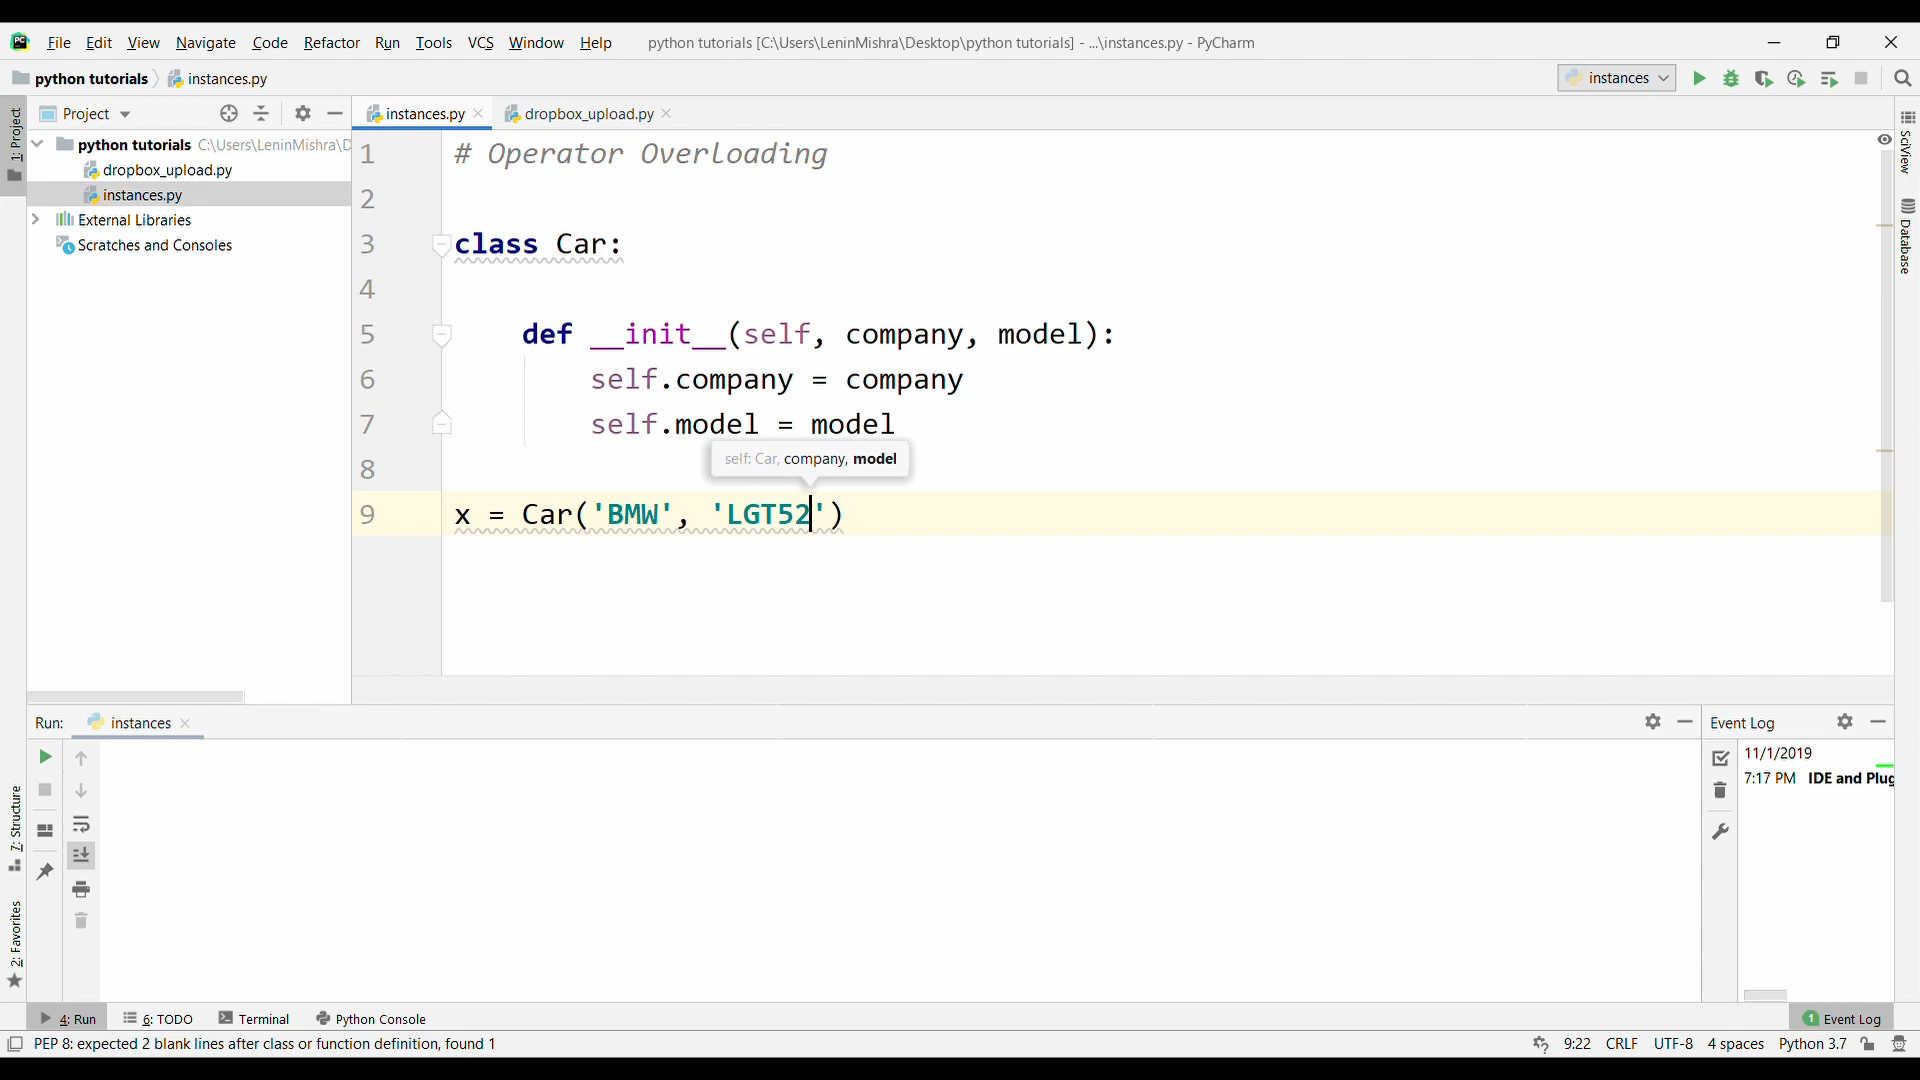 PC File Edit View Navigate Code Refactor Run Tools VCS Window Help python tutorials [C:\Users\LeninMishra\Desktop\python tutorials] - ...\instances.py - PyCharm
python tutorials instances.py instances
1: Project
Project
instances.py dropbox_upload.py
python tutorials C:\Users\LeninMishra\D
dropbox_upload.py
instances.py
External Libraries
Scratches and Consoles
1 # Operator Overloading
2
3 class Car:
4
5 def __init__(self, company, model):
6 self.company = company
7 self.model = model
self: Car, company, model
8
9 x = Car('BMW', 'LGT52')
SciView
Database
Run: instances
Event Log
11/1/2019
7:17 PM IDE and Plug
7: Structure
2: Favorites
4: Run 6: TODO Terminal Python Console 1 Event Log
PEP 8: expected 2 blank lines after class or function definition, found 1 9:22 CRLF UTF-8 4 spaces Python 3.7